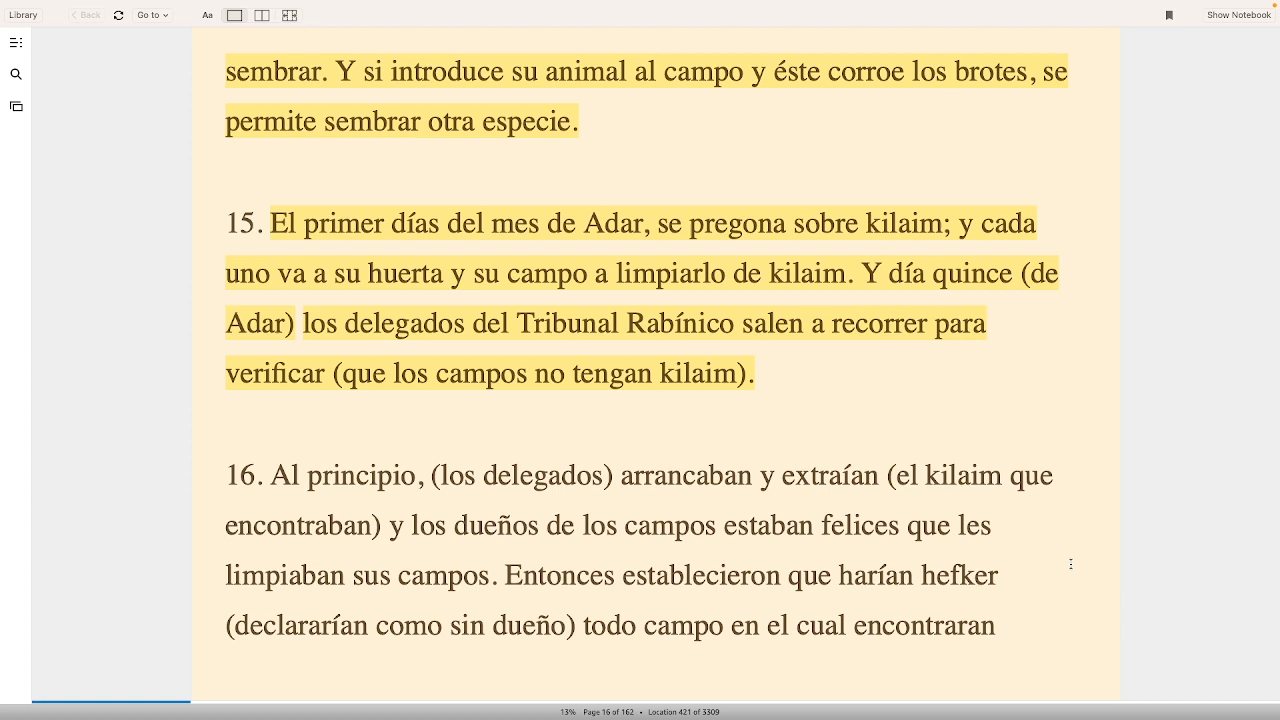 Library
Back
Go to
Aa
Show Notebook
sembrar. Y si introduce su animal al campo y éste corroe los brotes, se
permite sembrar otra especie.
15. El primer días del mes de Adar, se pregona sobre kilaim; y cada
uno va a su huerta y su campo a limpiarlo de kilaim. Y día quince (de
Adar) los delegados del Tribunal Rabínico salen a recorrer para
verificar (que los campos no tengan kilaim).
16. Al principio, (los delegados) arrancaban y extraían (el kilaim que
encontraban) y los dueños de los campos estaban felices que les
limpiaban sus campos. Entonces establecieron que harían hefker
(declararían como sin dueño) todo campo en el cual encontraran
13% Page 16 of 162 • Location 421 of 3309